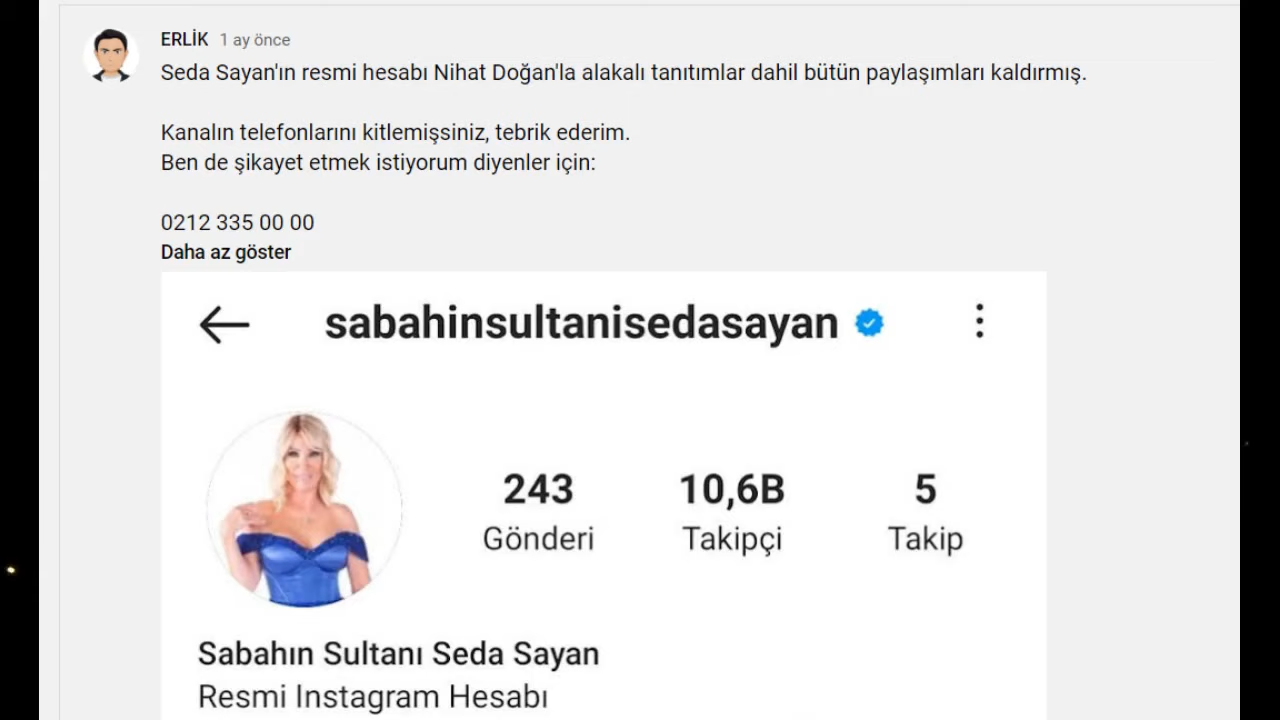 ERLİK 1 ay önce
Seda Sayan'ın resmi hesabı Nihat Doğan'la alakalı tanıtımlar dahil bütün paylaşımları kaldırmış.
Kanalın telefonlarını kitlemişsiniz, tebrik ederim.
Ben de şikayet etmek istiyorum diyenler için:
0212 335 00 00
Daha az göster
sabahinsultanisedasayan
243 10,6B 5
Gönderi Takipçi Takip
Sabahın Sultanı Seda Sayan
Resmi Instagram Hesabı